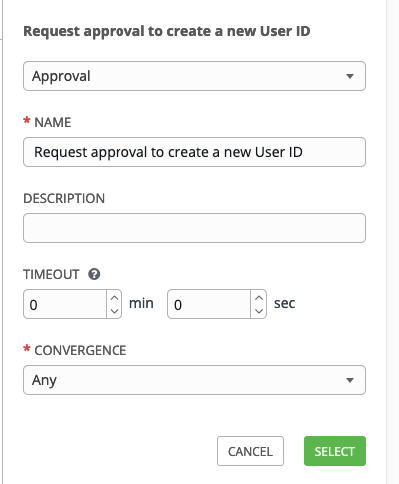 Request approval to create a new User ID
Approval
* NAME
Request approval to create a new User ID
DESCRIPTION
TIMEOUT ?
0 min 0 sec
* CONVERGENCE
Any
CANCEL SELECT